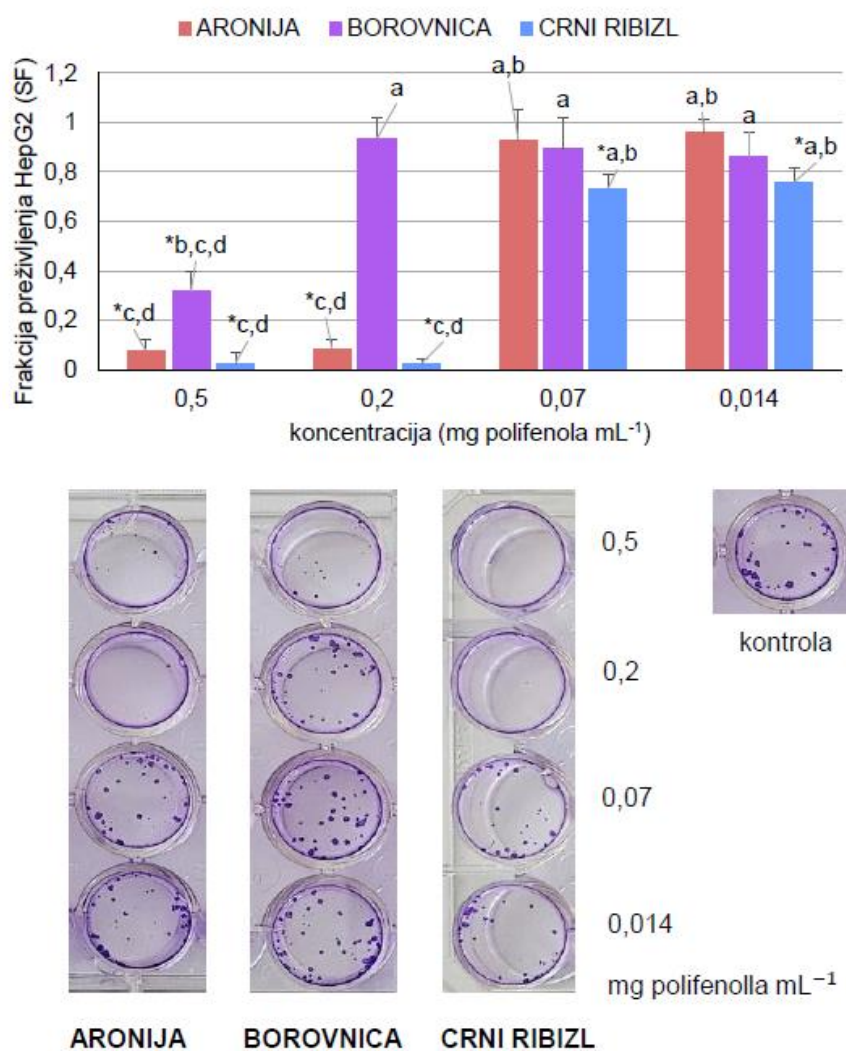 ARONIJA BOROVNICA CRNI RIBIZL
Frakcija preživljenja HepG2 (SF)
1,2
1
0,8
0,6
0,4
0,2
0
*c,d
*b,c,d
*c,d
*c,d
a
*c,d
a,b
a
*a,b
a,b
a
*a,b
0,5 0,2 0,07 0,014
koncentracija (mg polifenola mL⁻¹)
0,5
kontrola
0,2
0,07
0,014
mg polifenolla mL⁻¹
ARONIJA BOROVNICA CRNI RIBIZL